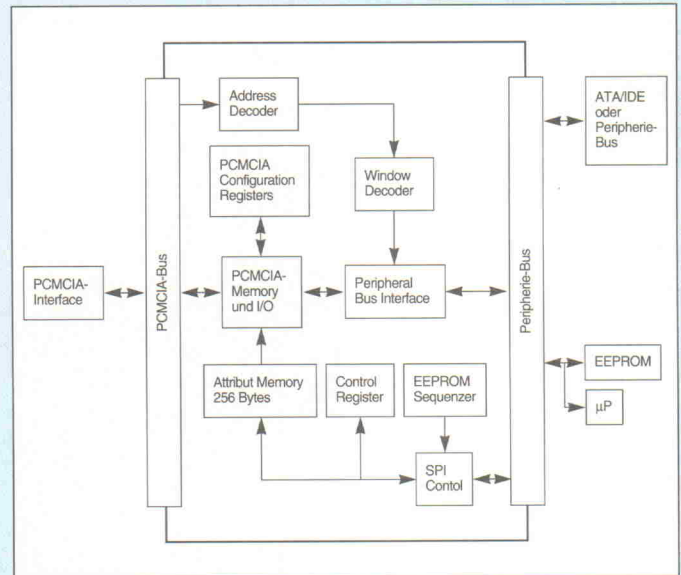 Address
Decoder
ATA/IDE
oder
Peripherie-
Bus
PCMCIA
Configuration
Registers
Window
Decoder
PCMCIA-
Interface
PCMCIA-Bus
PCMCIA-
Memory
und I/O
Peripheral
Bus Interface
Peripherie-Bus
Attribut Memory
256 Bytes
Control
Register
EEPROM
Sequenzer
EEPROM
µP
SPI
Contol